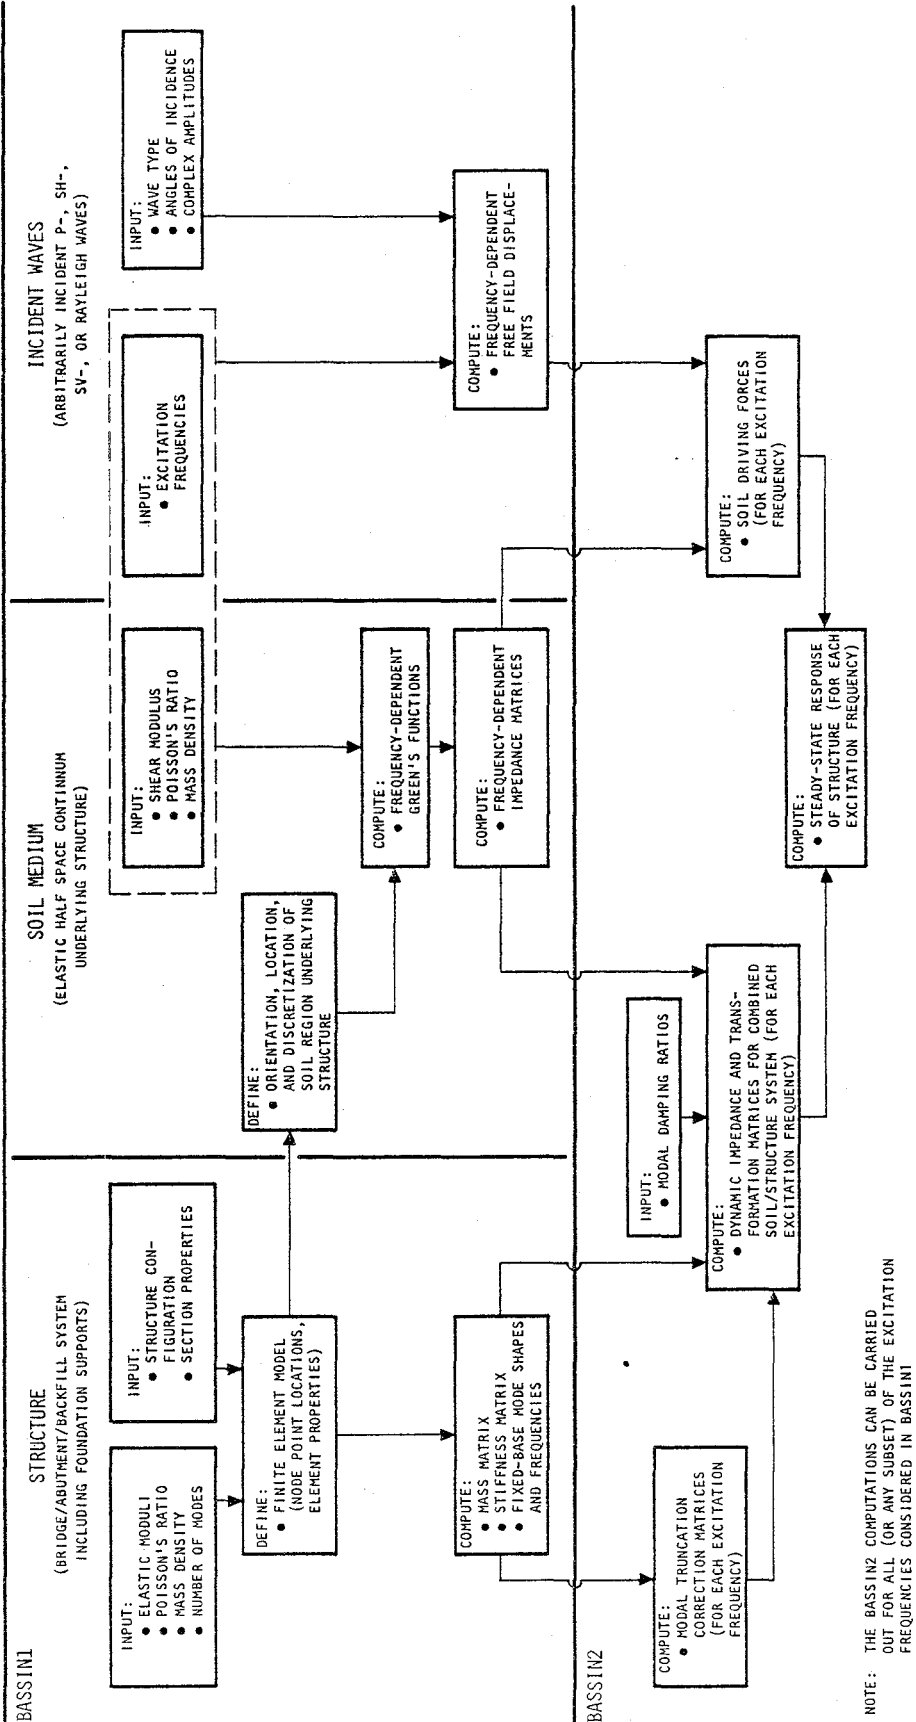 BASSIN1
STRUCTURE
(BRIDGE/ABUTMENT/BACKFILL SYSTEM
INCLUDING FOUNDATION SUPPORTS)
INPUT:
● ELASTIC MODULI
● POISSON'S RATIO
● MASS DENSITY
● NUMBER OF MODES
INPUT:
● STRUCTURE CON-
FIGURATION
● SECTION PROPERTIES
DEFINE:
● FINITE ELEMENT MODEL
(NODE POINT LOCATIONS,
ELEMENT PROPERTIES)
COMPUTE:
● MASS MATRIX
● STIFFNESS MATRIX
● FIXED-BASE MODE SHAPES
AND FREQUENCIES
SOIL MEDIUM
(ELASTIC HALF SPACE CONTINNUM
UNDERLYING STRUCTURE)
INPUT:
● SHEAR MODULUS
● POISSON'S RATIO
● MASS DENSITY
DEFINE:
● ORIENTATION, LOCATION,
AND DISCRETIZATION OF
SOIL REGION UNDERLYING
STRUCTURE
COMPUTE:
● FREQUENCY-DEPENDENT
GREEN'S FUNCTIONS
COMPUTE:
● FREQUENCY-DEPENDENT
IMPEDANCE MATRICES
INCIDENT WAVES
(ARBITRARILY INCIDENT P-, SH-,
SV-, OR RAYLEIGH WAVES)
INPUT:
● EXCITATION
FREQUENCIES
INPUT:
● WAVE TYPE
● ANGLES OF INCIDENCE
● COMPLEX AMPLITUDES
COMPUTE:
● FREQUENCY-DEPENDENT
FREE FIELD DISPLACE-
MENTS
BASSIN2
COMPUTE:
● MODAL TRUNCATION
CORRECTION MATRICES
(FOR EACH EXCITATION
FREQUENCY)
INPUT:
● MODAL DAMPING RATIOS
COMPUTE:
● DYNAMIC IMPEDANCE AND TRANS-
FORMATION MATRICES FOR COMBINED
SOIL/STRUCTURE SYSTEM (FOR EACH
EXCITATION FREQUENCY)
COMPUTE:
● SOIL DRIVING FORCES
(FOR EACH EXCITATION
FREQUENCY)
COMPUTE:
● STEADY-STATE RESPONSE
OF STRUCTURE (FOR EACH
EXCITATION FREQUENCY)
NOTE: THE BASSIN2 COMPUTATIONS CAN BE CARRIED
OUT FOR ALL (OR ANY SUBSET) OF THE EXCITATION
FREQUENCIES CONSIDERED IN BASSIN1